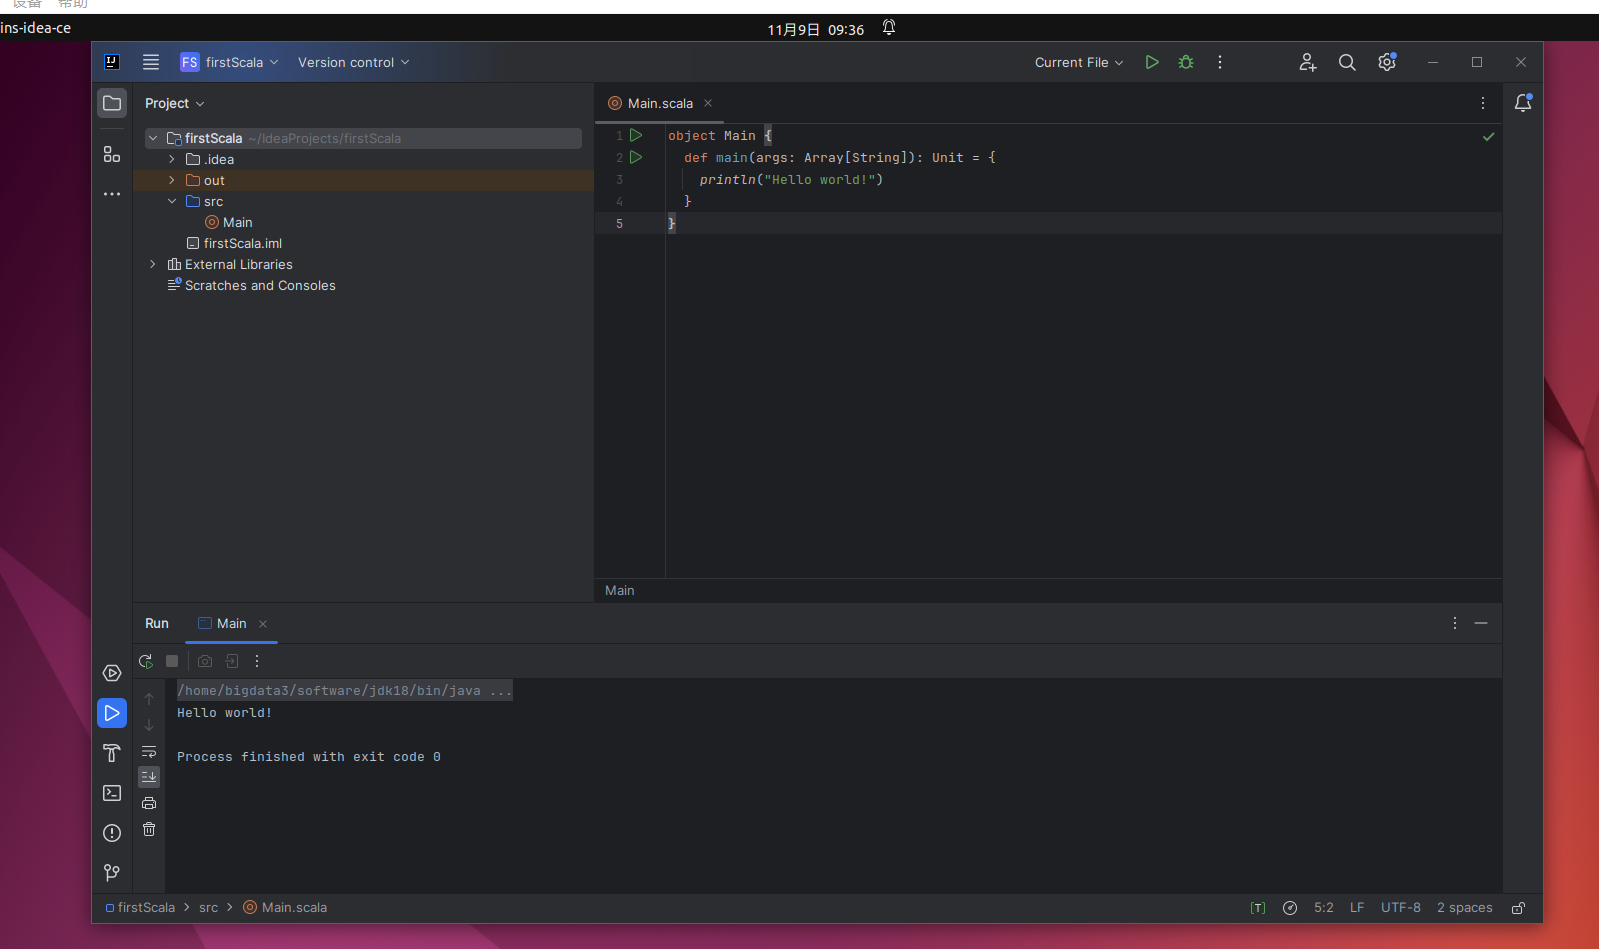 设备 帮助
ins-idea-ce
11月9日 09:36
FS firstScala Version control
Current File
Project
firstScala ~/IdeaProjects/firstScala
.idea
out
src
Main
firstScala.iml
External Libraries
Scratches and Consoles
Main.scala
1 object Main {
2 def main(args: Array[String]): Unit = {
3 println("Hello world!")
4 }
5 }
Main
Run Main
/home/bigdata3/software/jdk18/bin/java ...
Hello world!
Process finished with exit code 0
firstScala > src > Main.scala
[T] 5:2 LF UTF-8 2 spaces